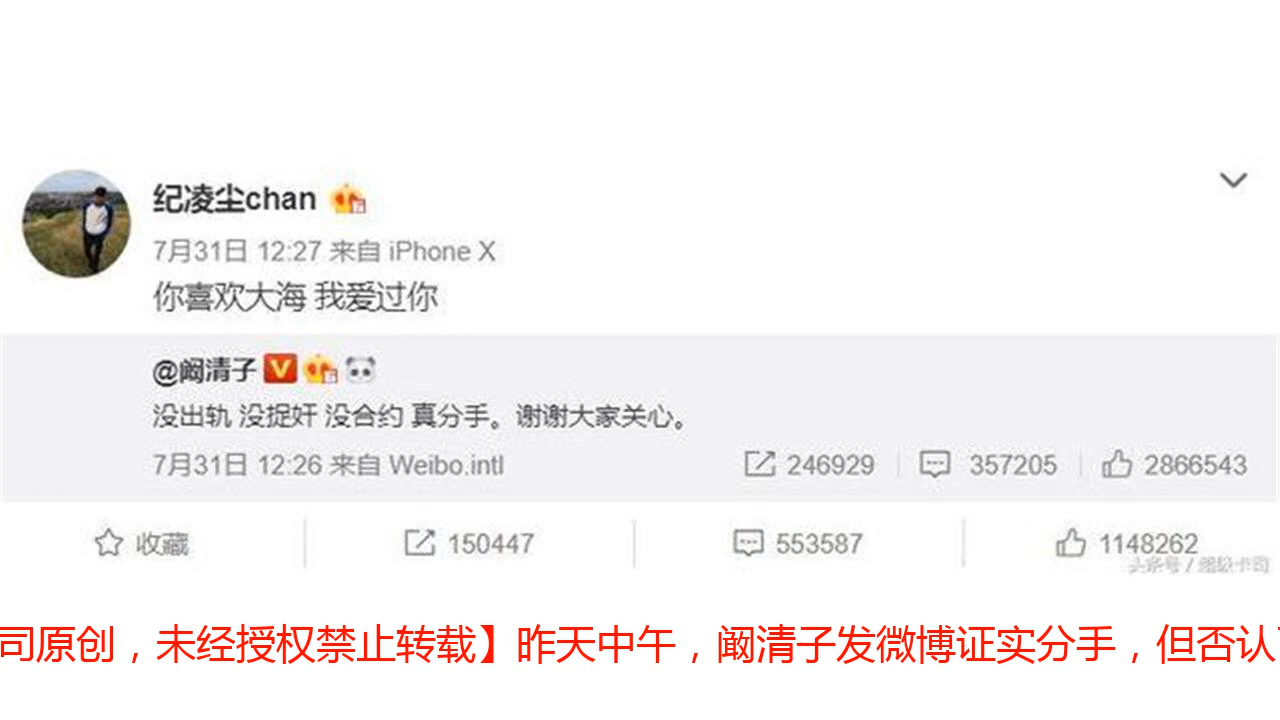 纪凌尘chan
7月31日 12:27 来自 iPhone X
你喜欢大海 我爱过你
@阚清子
没出轨 没捉奸 没合约 真分手。谢谢大家关心。
7月31日 12:26 来自 Weibo.intl 246929 357205 2866543
收藏 150447 553587 1148262
头条号 / 超级卡司
司原创，未经授权禁止转载】昨天中午，阚清子发微博证实分手，但否认